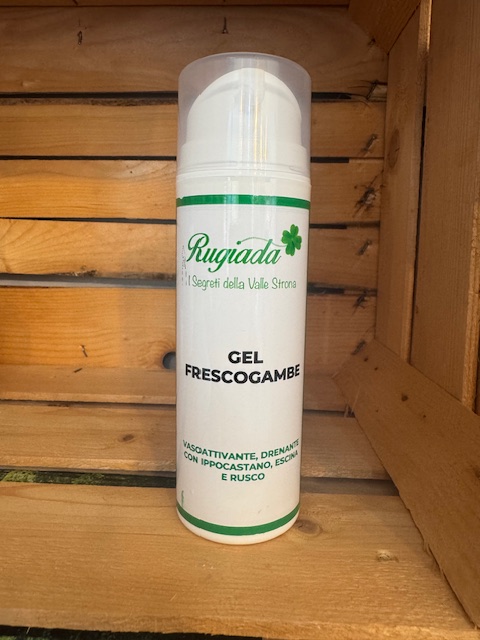 Rugiada
I Segreti della Valle Strona
GEL
FRESCOGAMBE
VASOATTIVANTE, DRENANTE
CON IPPOCASTANO, ESCINA
E RUSCO